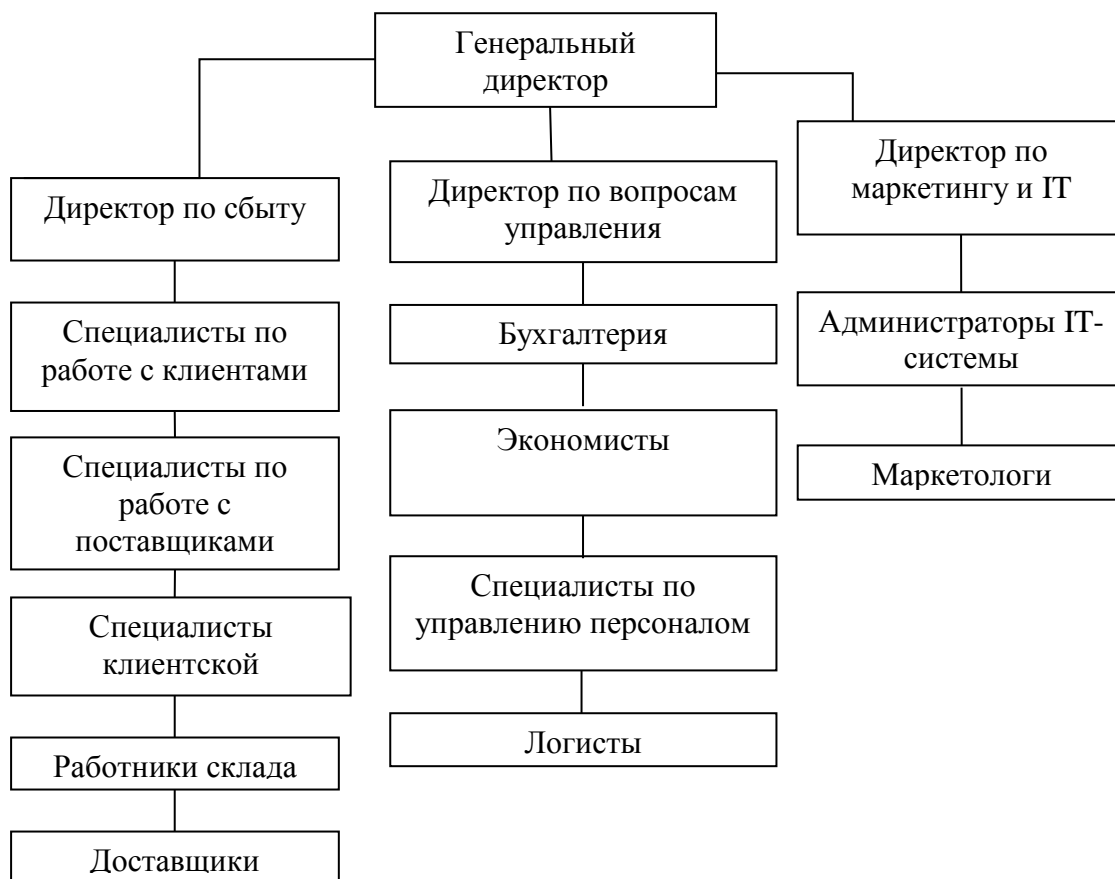 Генеральный
директор
Директор по сбыту
Специалисты по
работе с клиентами
Специалисты по
работе с
поставщиками
Специалисты
клиентской
Работники склада
Доставщики
Директор по вопросам
управления
Бухгалтерия
Экономисты
Специалисты по
управлению персоналом
Логисты
Директор по
маркетингу и IT
Администраторы IT-
системы
Маркетологи